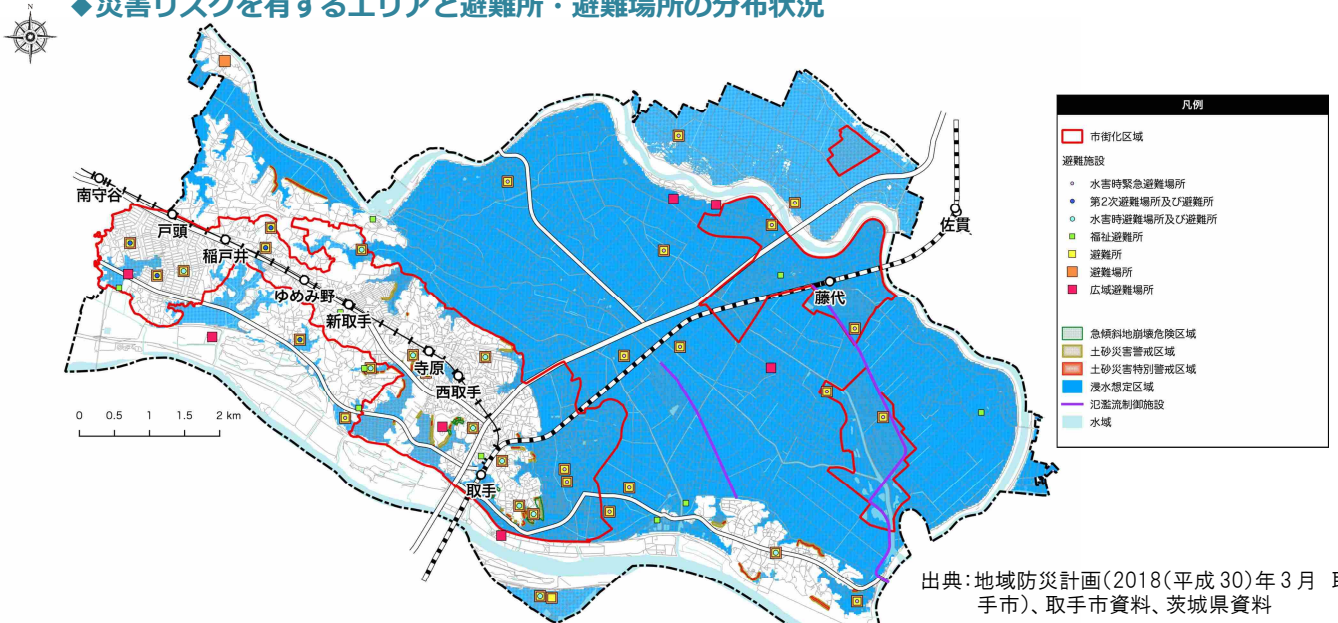 ◆災害リスクを有するエリアと避難所・避難場所の分布状況
N
凡例
市街化区域
避難施設
水害時緊急避難場所
第2次避難場所及び避難所
水害時避難場所及び避難所
福祉避難所
避難所
避難場所
広域避難場所
急傾斜地崩壊危険区域
土砂災害警戒区域
土砂災害特別警戒区域
浸水想定区域
氾濫流制御施設
水域
南守谷
戸頭
稲戸井
ゆめみ野
新取手
寺原
西取手
取手
藤代
佐貫
0 0.5 1 1.5 2 km
出典:地域防災計画(2018(平成30)年3月 取
手市)、取手市資料、茨城県資料